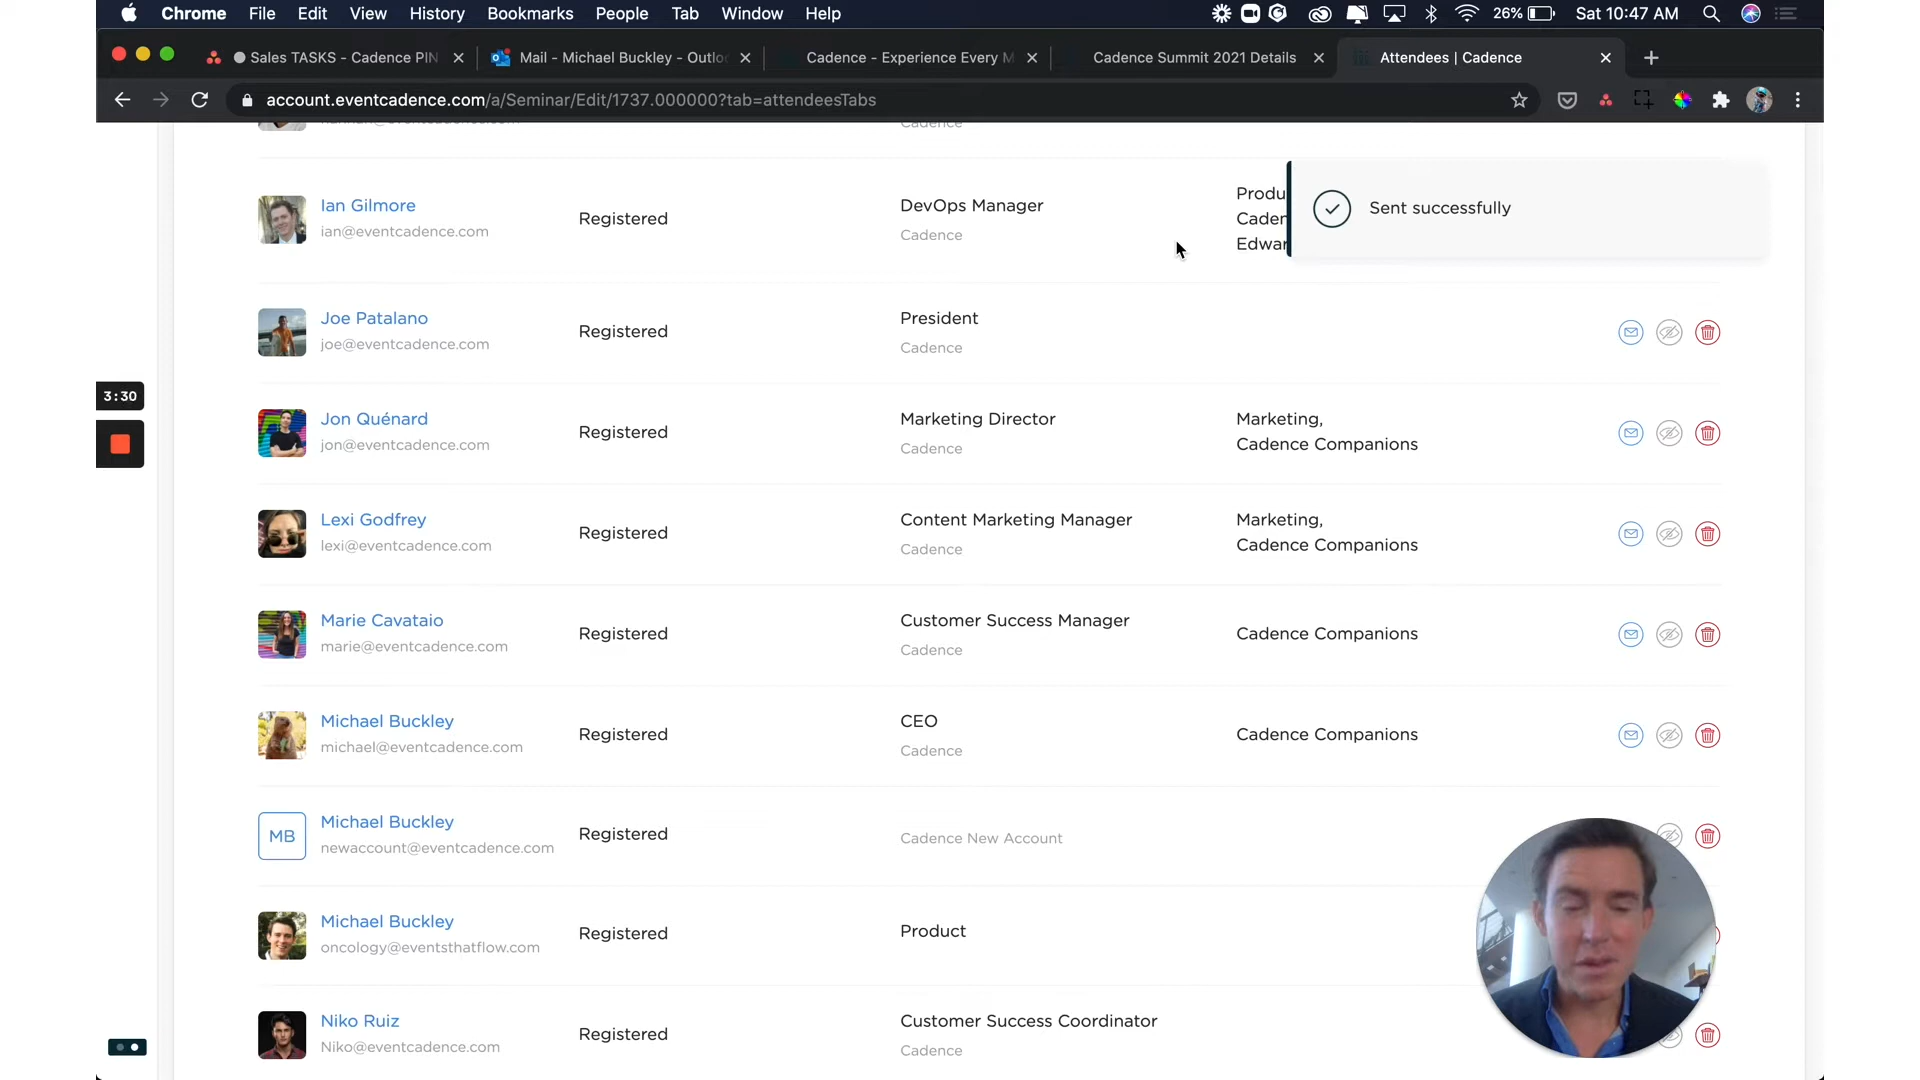 Chrome File Edit View History Bookmarks People Tab Window Help 26% Sat 10:47 AM
Sales TASKS - Cadence PIN Mail - Michael Buckley - Outlo Cadence - Experience Every M Cadence Summit 2021 Details Attendees | Cadence
account.eventcadence.com/a/Seminar/Edit/1737.000000?tab=attendeesTabs
Cadence
Ian Gilmore
ian@eventcadence.com
Registered
DevOps Manager
Cadence
Produ
Caden
Edwar
Sent successfully
Joe Patalano
joe@eventcadence.com
Registered
President
Cadence
3:30
Jon Quénard
jon@eventcadence.com
Registered
Marketing Director
Cadence
Marketing,
Cadence Companions
Lexi Godfrey
lexi@eventcadence.com
Registered
Content Marketing Manager
Cadence
Marketing,
Cadence Companions
Marie Cavataio
marie@eventcadence.com
Registered
Customer Success Manager
Cadence
Cadence Companions
Michael Buckley
michael@eventcadence.com
Registered
CEO
Cadence
Cadence Companions
MB
Michael Buckley
newaccount@eventcadence.com
Registered
Cadence New Account
Michael Buckley
oncology@eventsthatflow.com
Registered
Product
Niko Ruiz
Niko@eventcadence.com
Registered
Customer Success Coordinator
Cadence